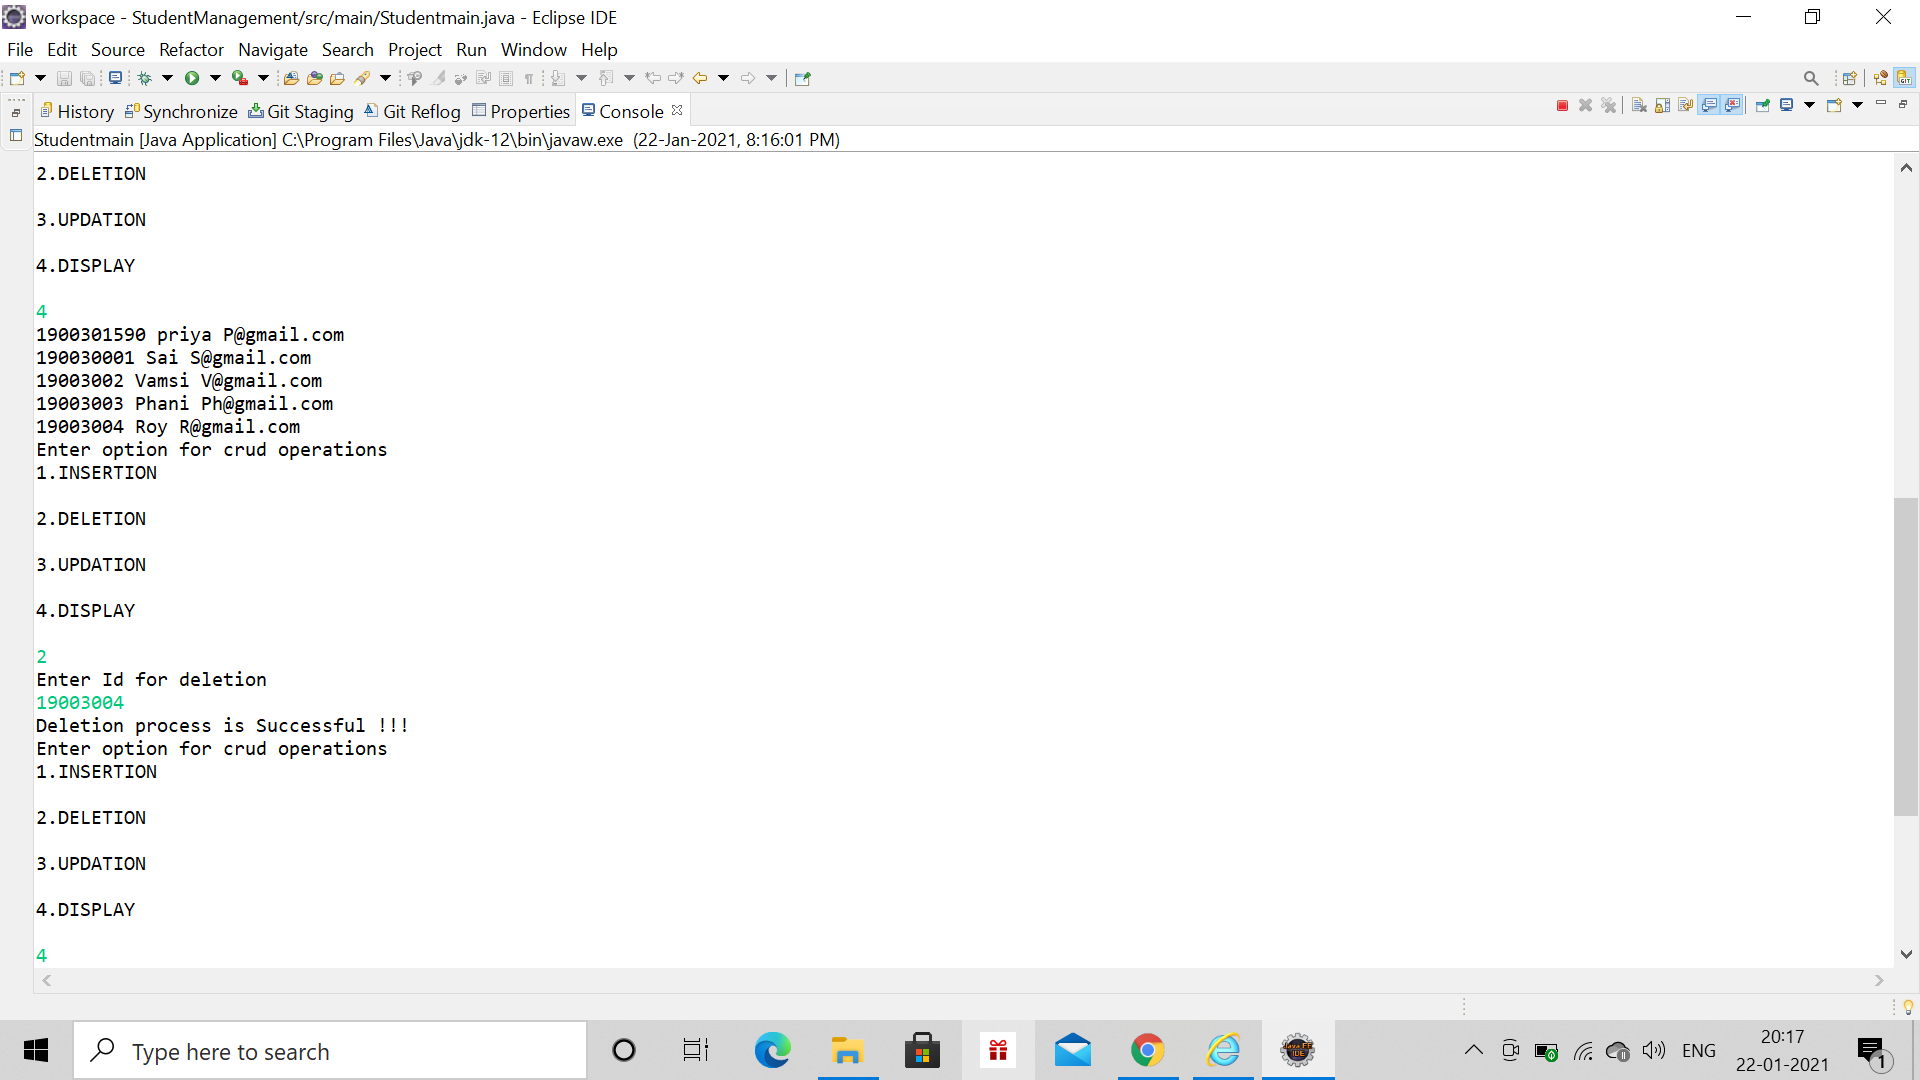 workspace - StudentManagement/src/main/Studentmain.java - Eclipse IDE
File Edit Source Refactor Navigate Search Project Run Window Help
History Synchronize Git Staging Git Reflog Properties Console
Studentmain [Java Application] C:\Program Files\Java\jdk-12\bin\javaw.exe (22-Jan-2021, 8:16:01 PM)
2.DELETION
3.UPDATION
4.DISPLAY
4
1900301590 priya P@gmail.com
190030001 Sai S@gmail.com
19003002 Vamsi V@gmail.com
19003003 Phani Ph@gmail.com
19003004 Roy R@gmail.com
Enter option for crud operations
1.INSERTION
2.DELETION
3.UPDATION
4.DISPLAY
2
Enter Id for deletion
19003004
Deletion process is Successful !!!
Enter option for crud operations
1.INSERTION
2.DELETION
3.UPDATION
4.DISPLAY
4
Type here to search
ENG
20:17
22-01-2021
1